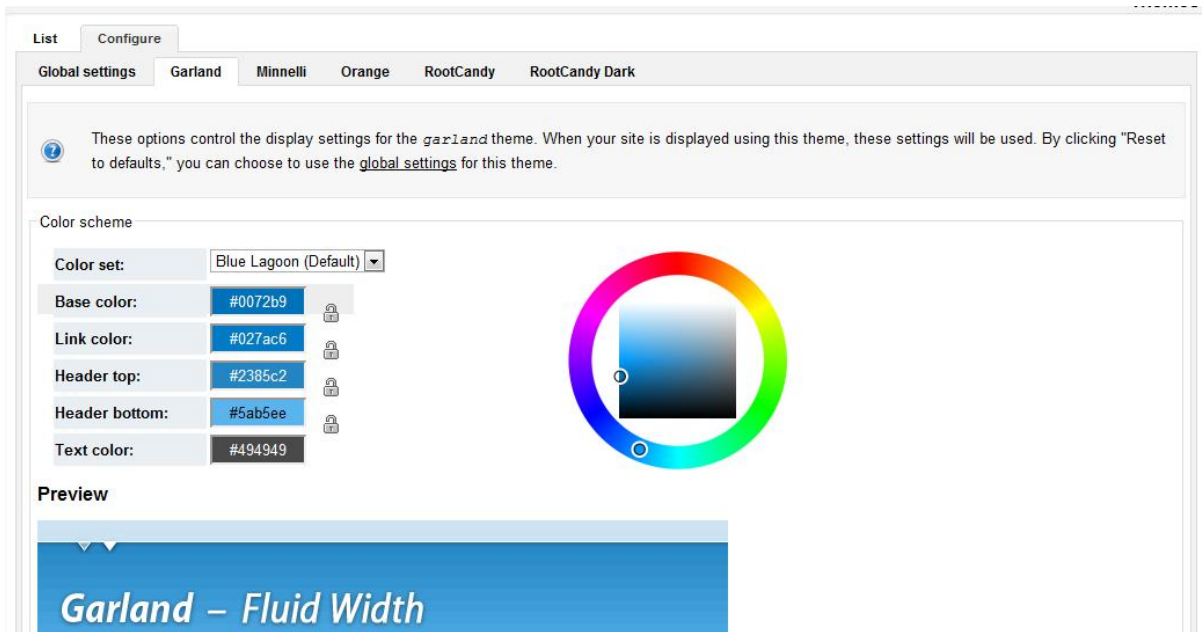 List Configure
Global settings Garland Minnelli Orange RootCandy RootCandy Dark
These options control the display settings for the garland theme. When your site is displayed using this theme, these settings will be used. By clicking "Reset
to defaults," you can choose to use the global settings for this theme.
Color scheme
Color set: Blue Lagoon (Default)
Base color: #0072b9
Link color: #027ac6
Header top: #2385c2
Header bottom: #5ab5ee
Text color: #494949
Preview
Garland – Fluid Width